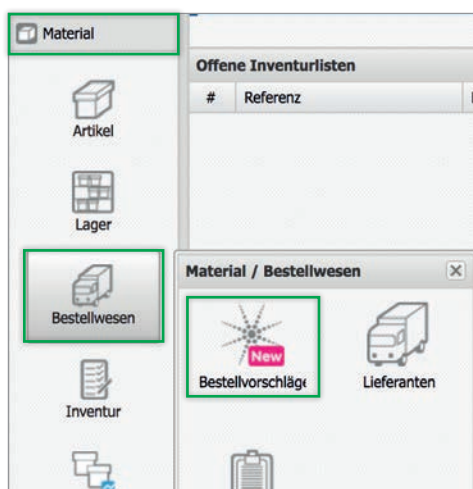 Material
Artikel
Lager
Bestellwesen
Inventur
Offene Inventurlisten
# Referenz
Material / Bestellwesen
New
Bestellvorschläge
Lieferanten